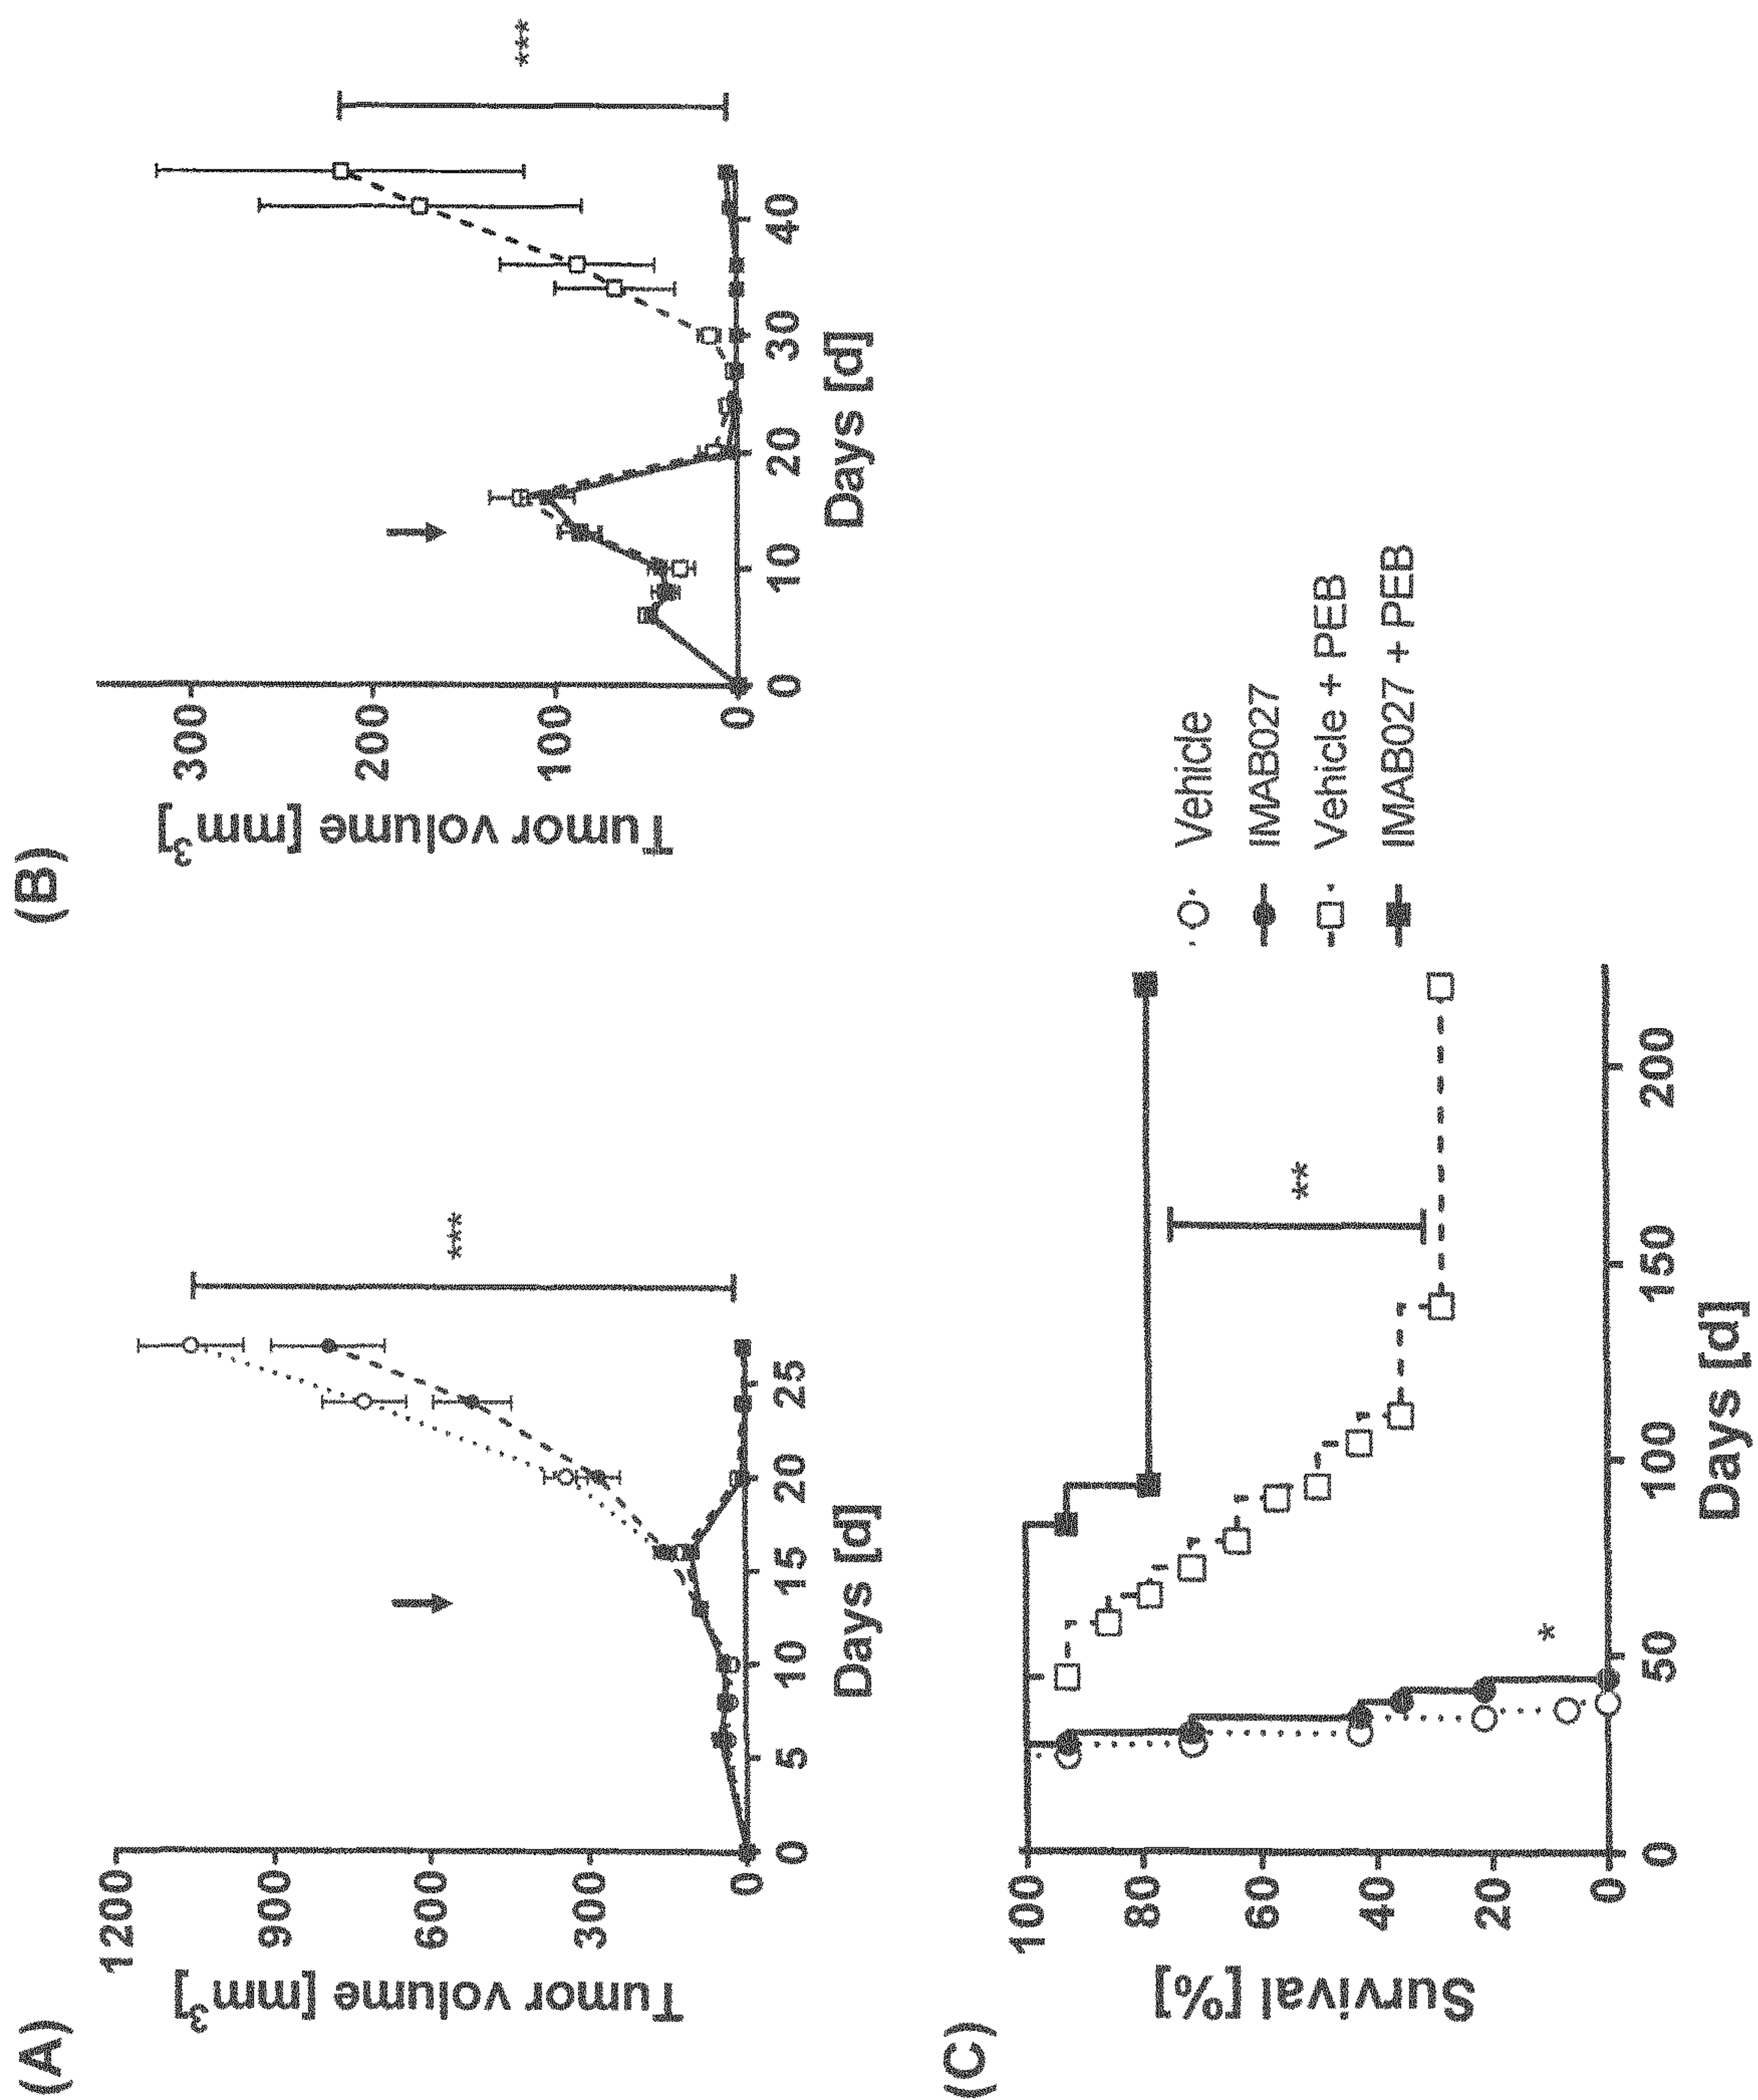 (A)
Tumor volume [mm³]
1200
900
600
300
0
0 5 10 15 20 25
Days [d]
***
(B)
Tumor volume [mm³]
300
200
100
0
0 10 20 30 40
Days [d]
***
(C)
Survival [%]
100
80
60
40
20
0
0 50 100 150 200
Days [d]
**
*
Vehicle
IMAB027
Vehicle + PEB
IMAB027 + PEB